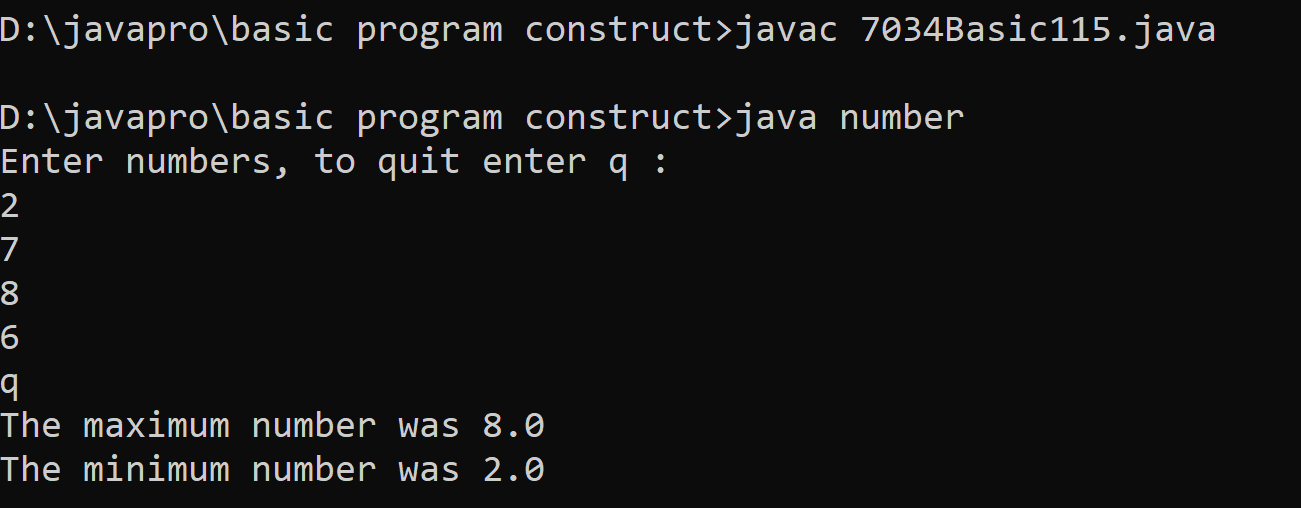 D:\javapro\basic program construct>javac 7034Basic115.java
D:\javapro\basic program construct>java number
Enter numbers, to quit enter q :
2
7
8
6
q
The maximum number was 8.0
The minimum number was 2.0